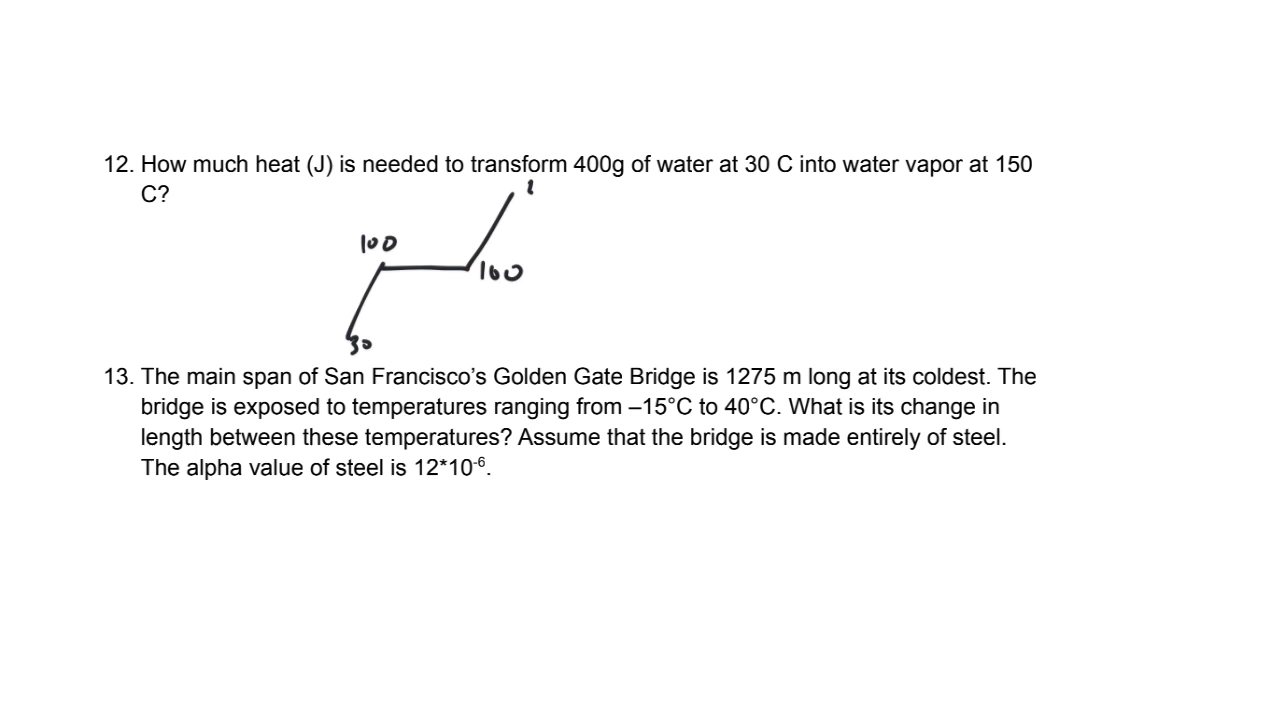 12. How much heat (J) is needed to transform 400g of water at 30 C into water vapor at 150
C?
100
100
30
13. The main span of San Francisco’s Golden Gate Bridge is 1275 m long at its coldest. The
bridge is exposed to temperatures ranging from –15°C to 40°C. What is its change in
length between these temperatures? Assume that the bridge is made entirely of steel.
The alpha value of steel is 12*10⁻⁶.